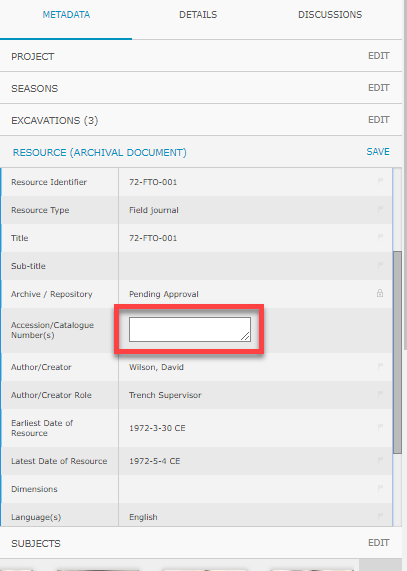 METADATA DETAILS DISCUSSIONS
PROJECT EDIT
SEASONS EDIT
EXCAVATIONS (3) EDIT
RESOURCE (ARCHIVAL DOCUMENT) SAVE
Resource Identifier 72-FTO-001
Resource Type Field journal
Title 72-FTO-001
Sub-title
Archive / Repository Pending Approval
Accession/Catalogue
Number(s)
Author/Creator Wilson, David
Author/Creator Role Trench Supervisor
Earliest Date of
Resource 1972-3-30 CE
Latest Date of Resource 1972-5-4 CE
Dimensions
Language(s) English
SUBJECTS EDIT